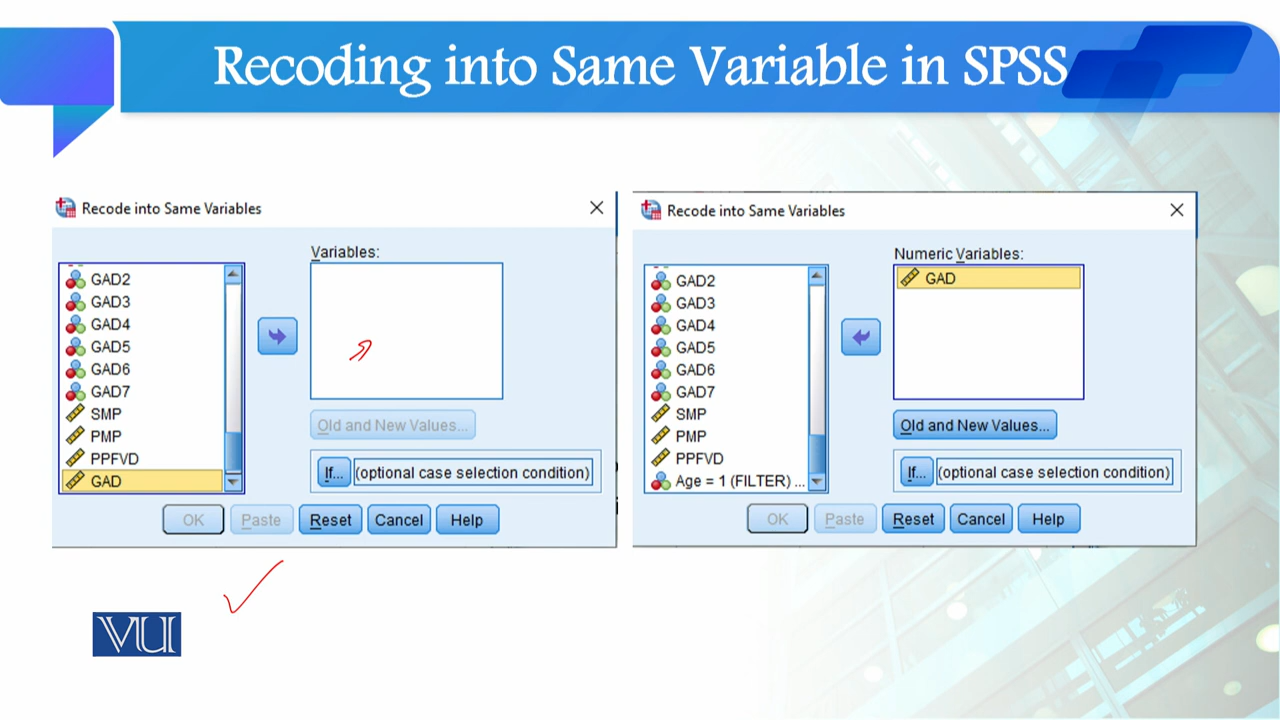 Recoding into Same Variable in SPSS
Recode into Same Variables
Variables:
GAD2
GAD3
GAD4
GAD5
GAD6
GAD7
SMP
PMP
PPFVD
GAD
Old and New Values...
If... (optional case selection condition)
OK Paste Reset Cancel Help
Recode into Same Variables
Numeric Variables:
GAD
GAD2
GAD3
GAD4
GAD5
GAD6
GAD7
SMP
PMP
PPFVD
Age = 1 (FILTER) ...
Old and New Values...
If... (optional case selection condition)
OK Paste Reset Cancel Help
VU